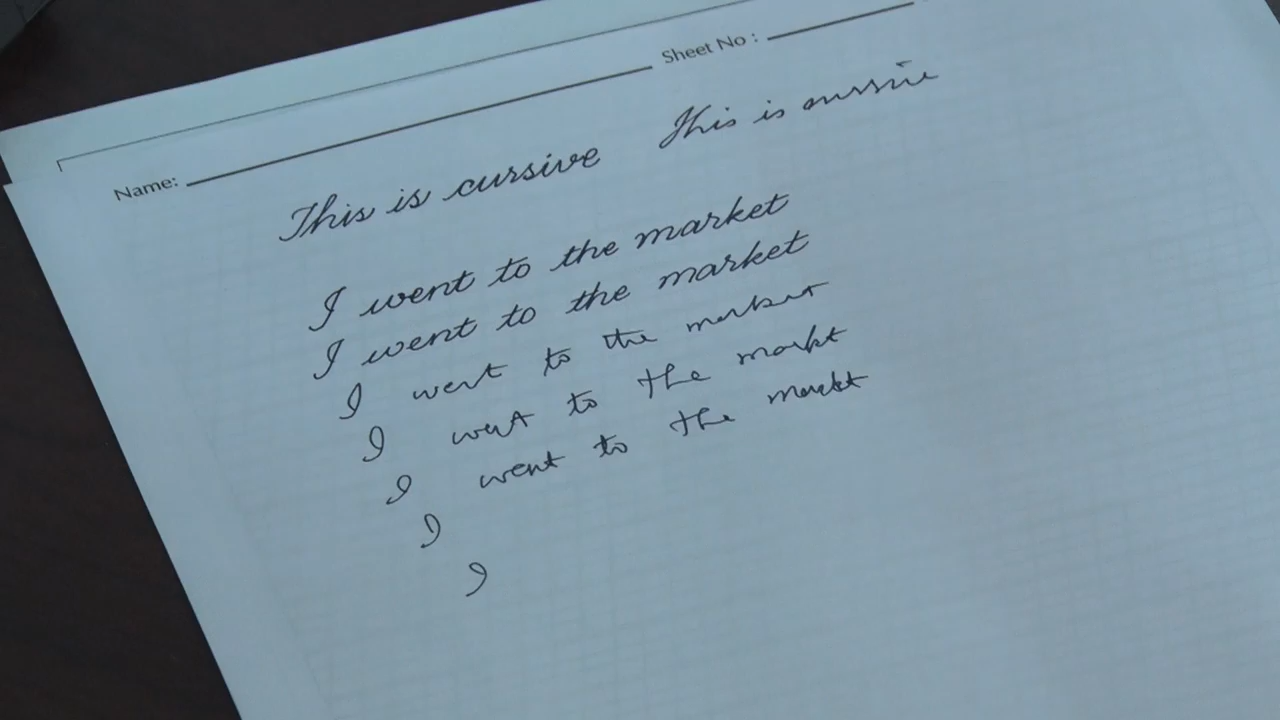 Name: Sheet No :
This is cursive This is cursive
I went to the market
I went to the market
I went to the market
I went to the market
I went to the market
I
I